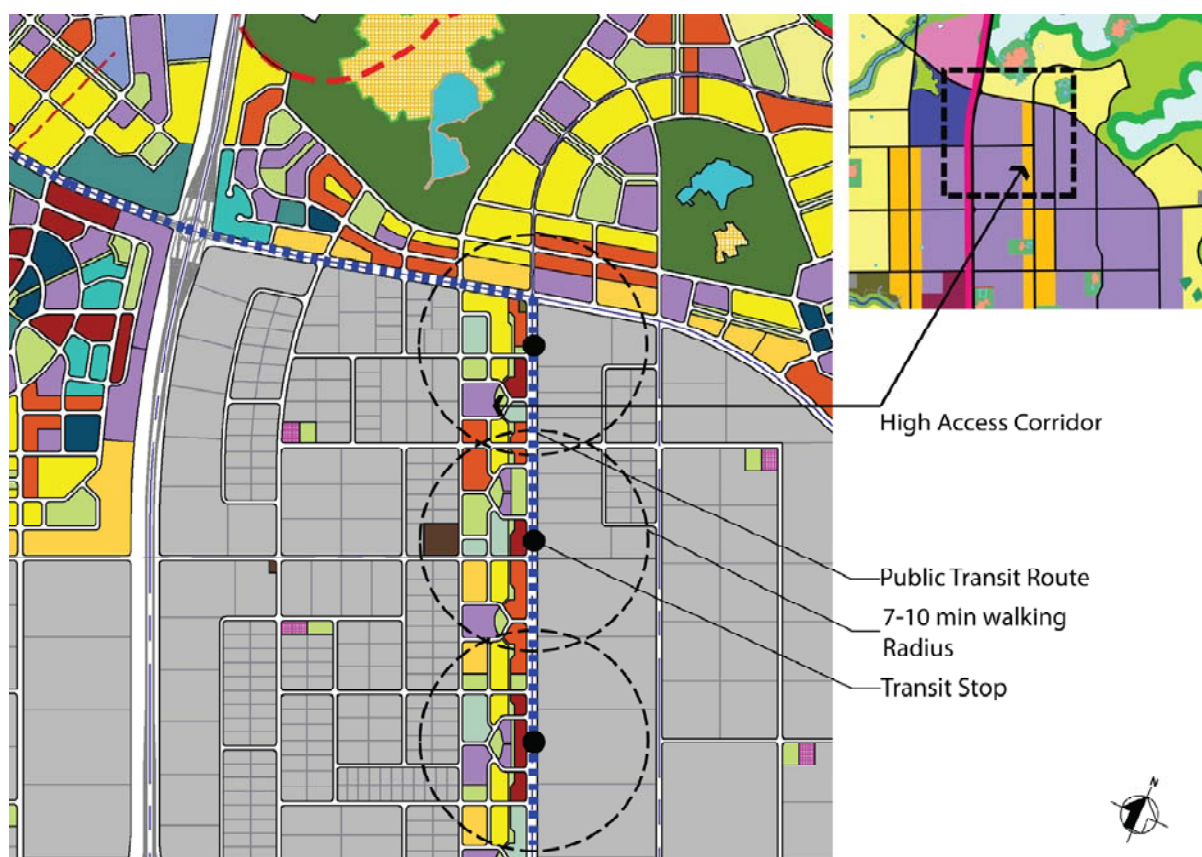 High Access Corridor
Public Transit Route
7-10 min walking
Radius
Transit Stop
N